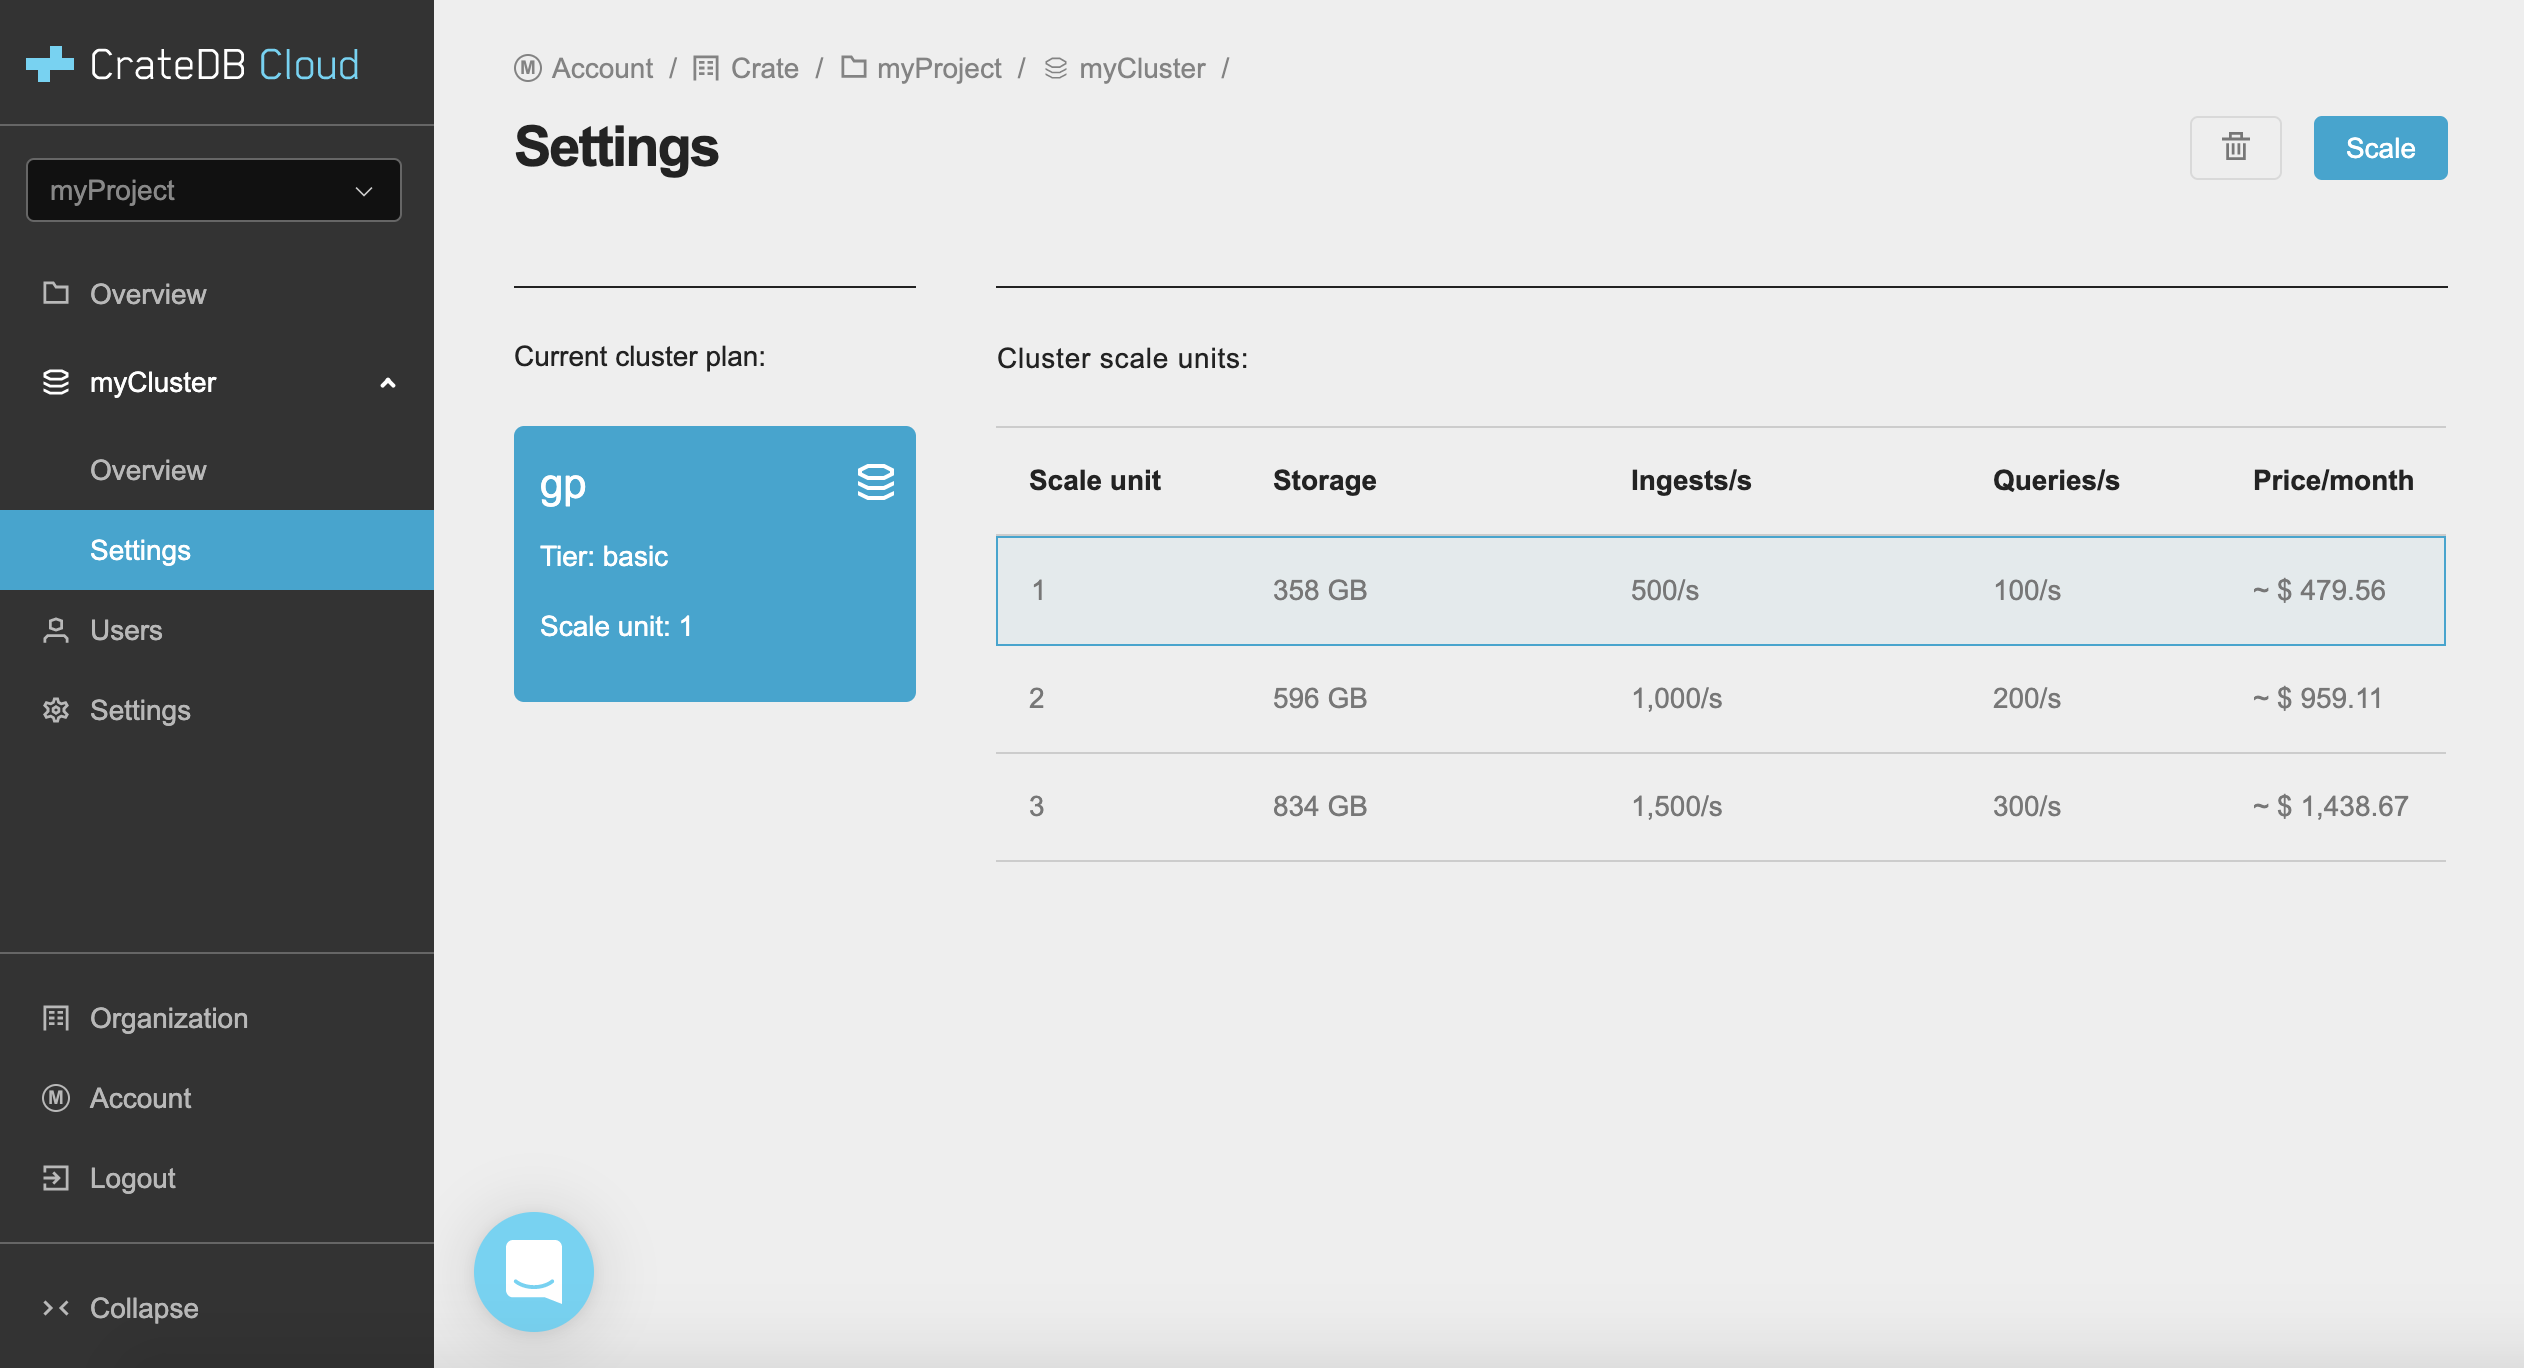 CrateDB Cloud
myProject
Overview
myCluster
Overview
Settings
Users
Settings
Organization
M Account
Logout
Collapse
M Account / Crate / myProject / myCluster /
Settings
Scale
Current cluster plan:
gp
Tier: basic
Scale unit: 1
Cluster scale units:
Scale unit Storage Ingests/s Queries/s Price/month
1 358 GB 500/s 100/s ~ $ 479.56
2 596 GB 1,000/s 200/s ~ $ 959.11
3 834 GB 1,500/s 300/s ~ $ 1,438.67